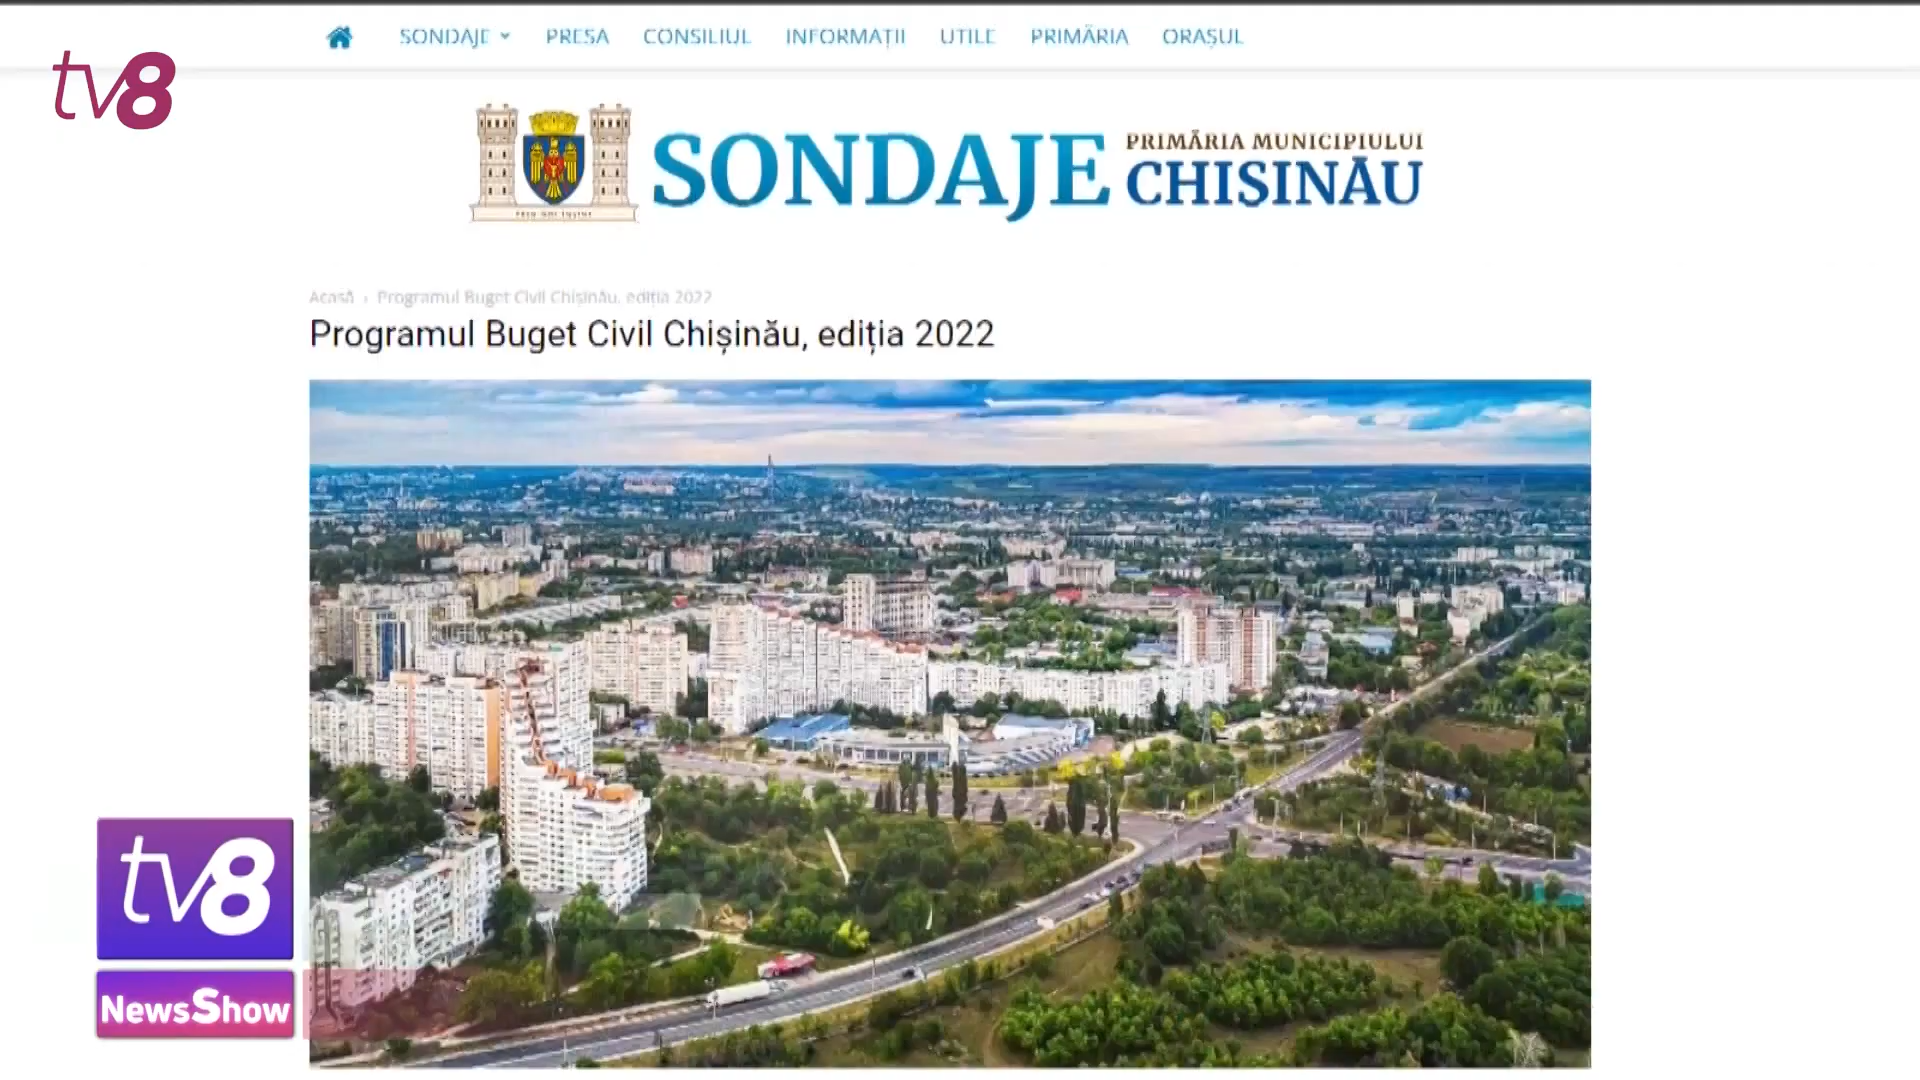 SONDAJE PRESA CONSILIUL INFORMAȚII UTILE PRIMĂRIA ORAȘUL
tv8
SONDAJE
PRIMĂRIA MUNICIPIULUI
CHIȘINĂU
Acasă › Programul Buget Civil Chișinău, ediția 2022
Programul Buget Civil Chișinău, ediția 2022
tv8
NewsShow